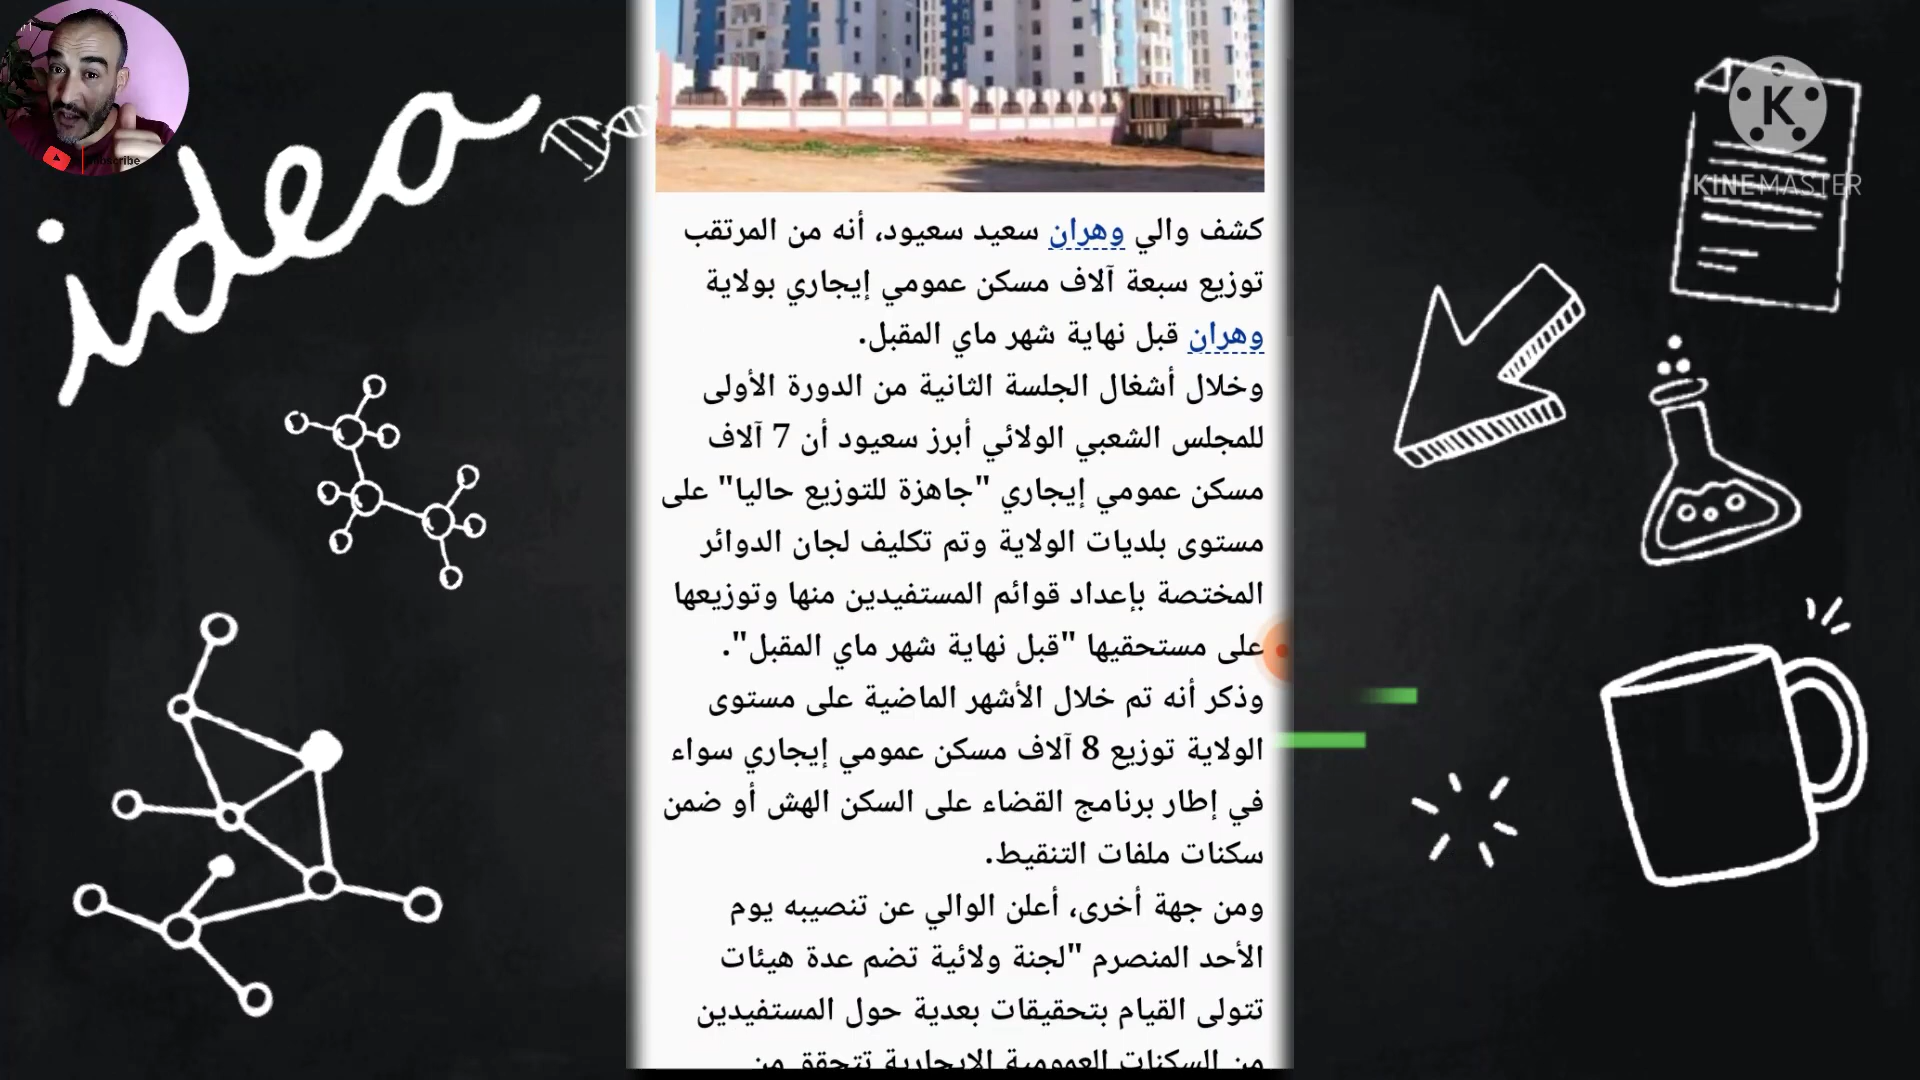 idea
Subscribe
K
KINEMASTER
كشف والي وهران سعيد سعيود، أنه من المرتقب
توزيع سبعة آلاف مسكن عمومي إيجاري بولاية
وهران قبل نهاية شهر ماي المقبل.
وخلال أشغال الجلسة الثانية من الدورة الأولى
للمجلس الشعبي الولائي أبرز سعيود أن 7 آلاف
مسكن عمومي إيجاري "جاهزة للتوزيع حاليا" على
مستوى بلديات الولاية وتم تكليف لجان الدوائر
المختصة بإعداد قوائم المستفيدين منها وتوزيعها
على مستحقيها "قبل نهاية شهر ماي المقبل".
وذكر أنه تم خلال الأشهر الماضية على مستوى
الولاية توزيع 8 آلاف مسكن عمومي إيجاري سواء
في إطار برنامج القضاء على السكن الهش أو ضمن
سكنات ملفات التنقيط.
ومن جهة أخرى، أعلن الوالي عن تنصيبه يوم
الأحد المنصرم "لجنة ولائية تضم عدة هيئات
تتولى القيام بتحقيقات بعدية حول المستفيدين
من السكنات العمومية الإيجارية تتحقق من